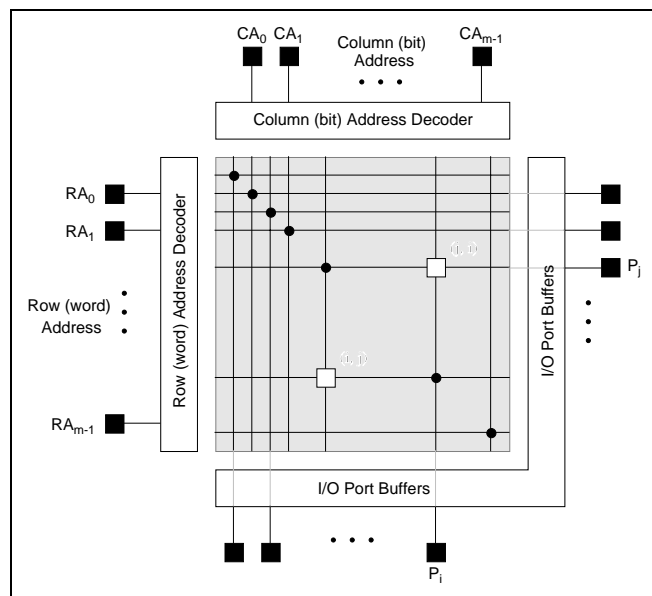 CA0 CA1
Column (bit)
Address
• • •
CAm-1
Column (bit) Address Decoder
RA0
RA1
Row (word)
Address
RAm-1
Row (word) Address Decoder
(j, i)
(i, j)
Pj
I/O Port Buffers
I/O Port Buffers
• • •
Pi